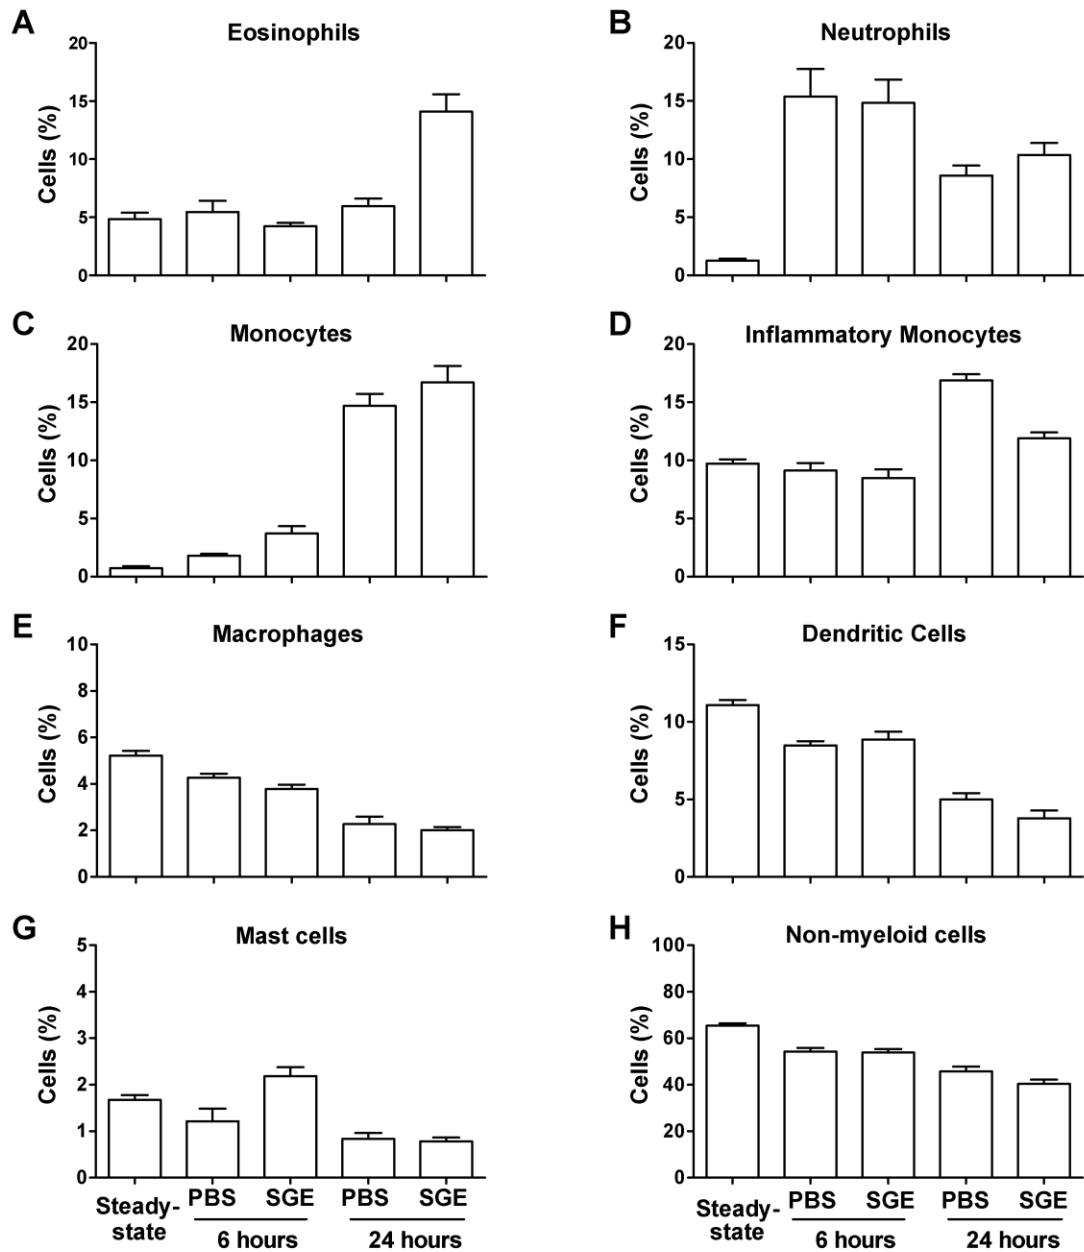 A
Eosinophils
Cells (%)
20
15
10
5
0
B
Neutrophils
Cells (%)
20
15
10
5
0
C
Monocytes
Cells (%)
20
15
10
5
0
D
Inflammatory Monocytes
Cells (%)
20
15
10
5
0
E
Macrophages
Cells (%)
10
8
6
4
2
0
F
Dendritic Cells
Cells (%)
15
10
5
0
G
Mast cells
Cells (%)
5
4
3
2
1
0
Steady-
state
PBS SGE PBS SGE
6 hours 24 hours
H
Non-myeloid cells
Cells (%)
100
80
60
40
20
0
Steady-
state
PBS SGE PBS SGE
6 hours 24 hours